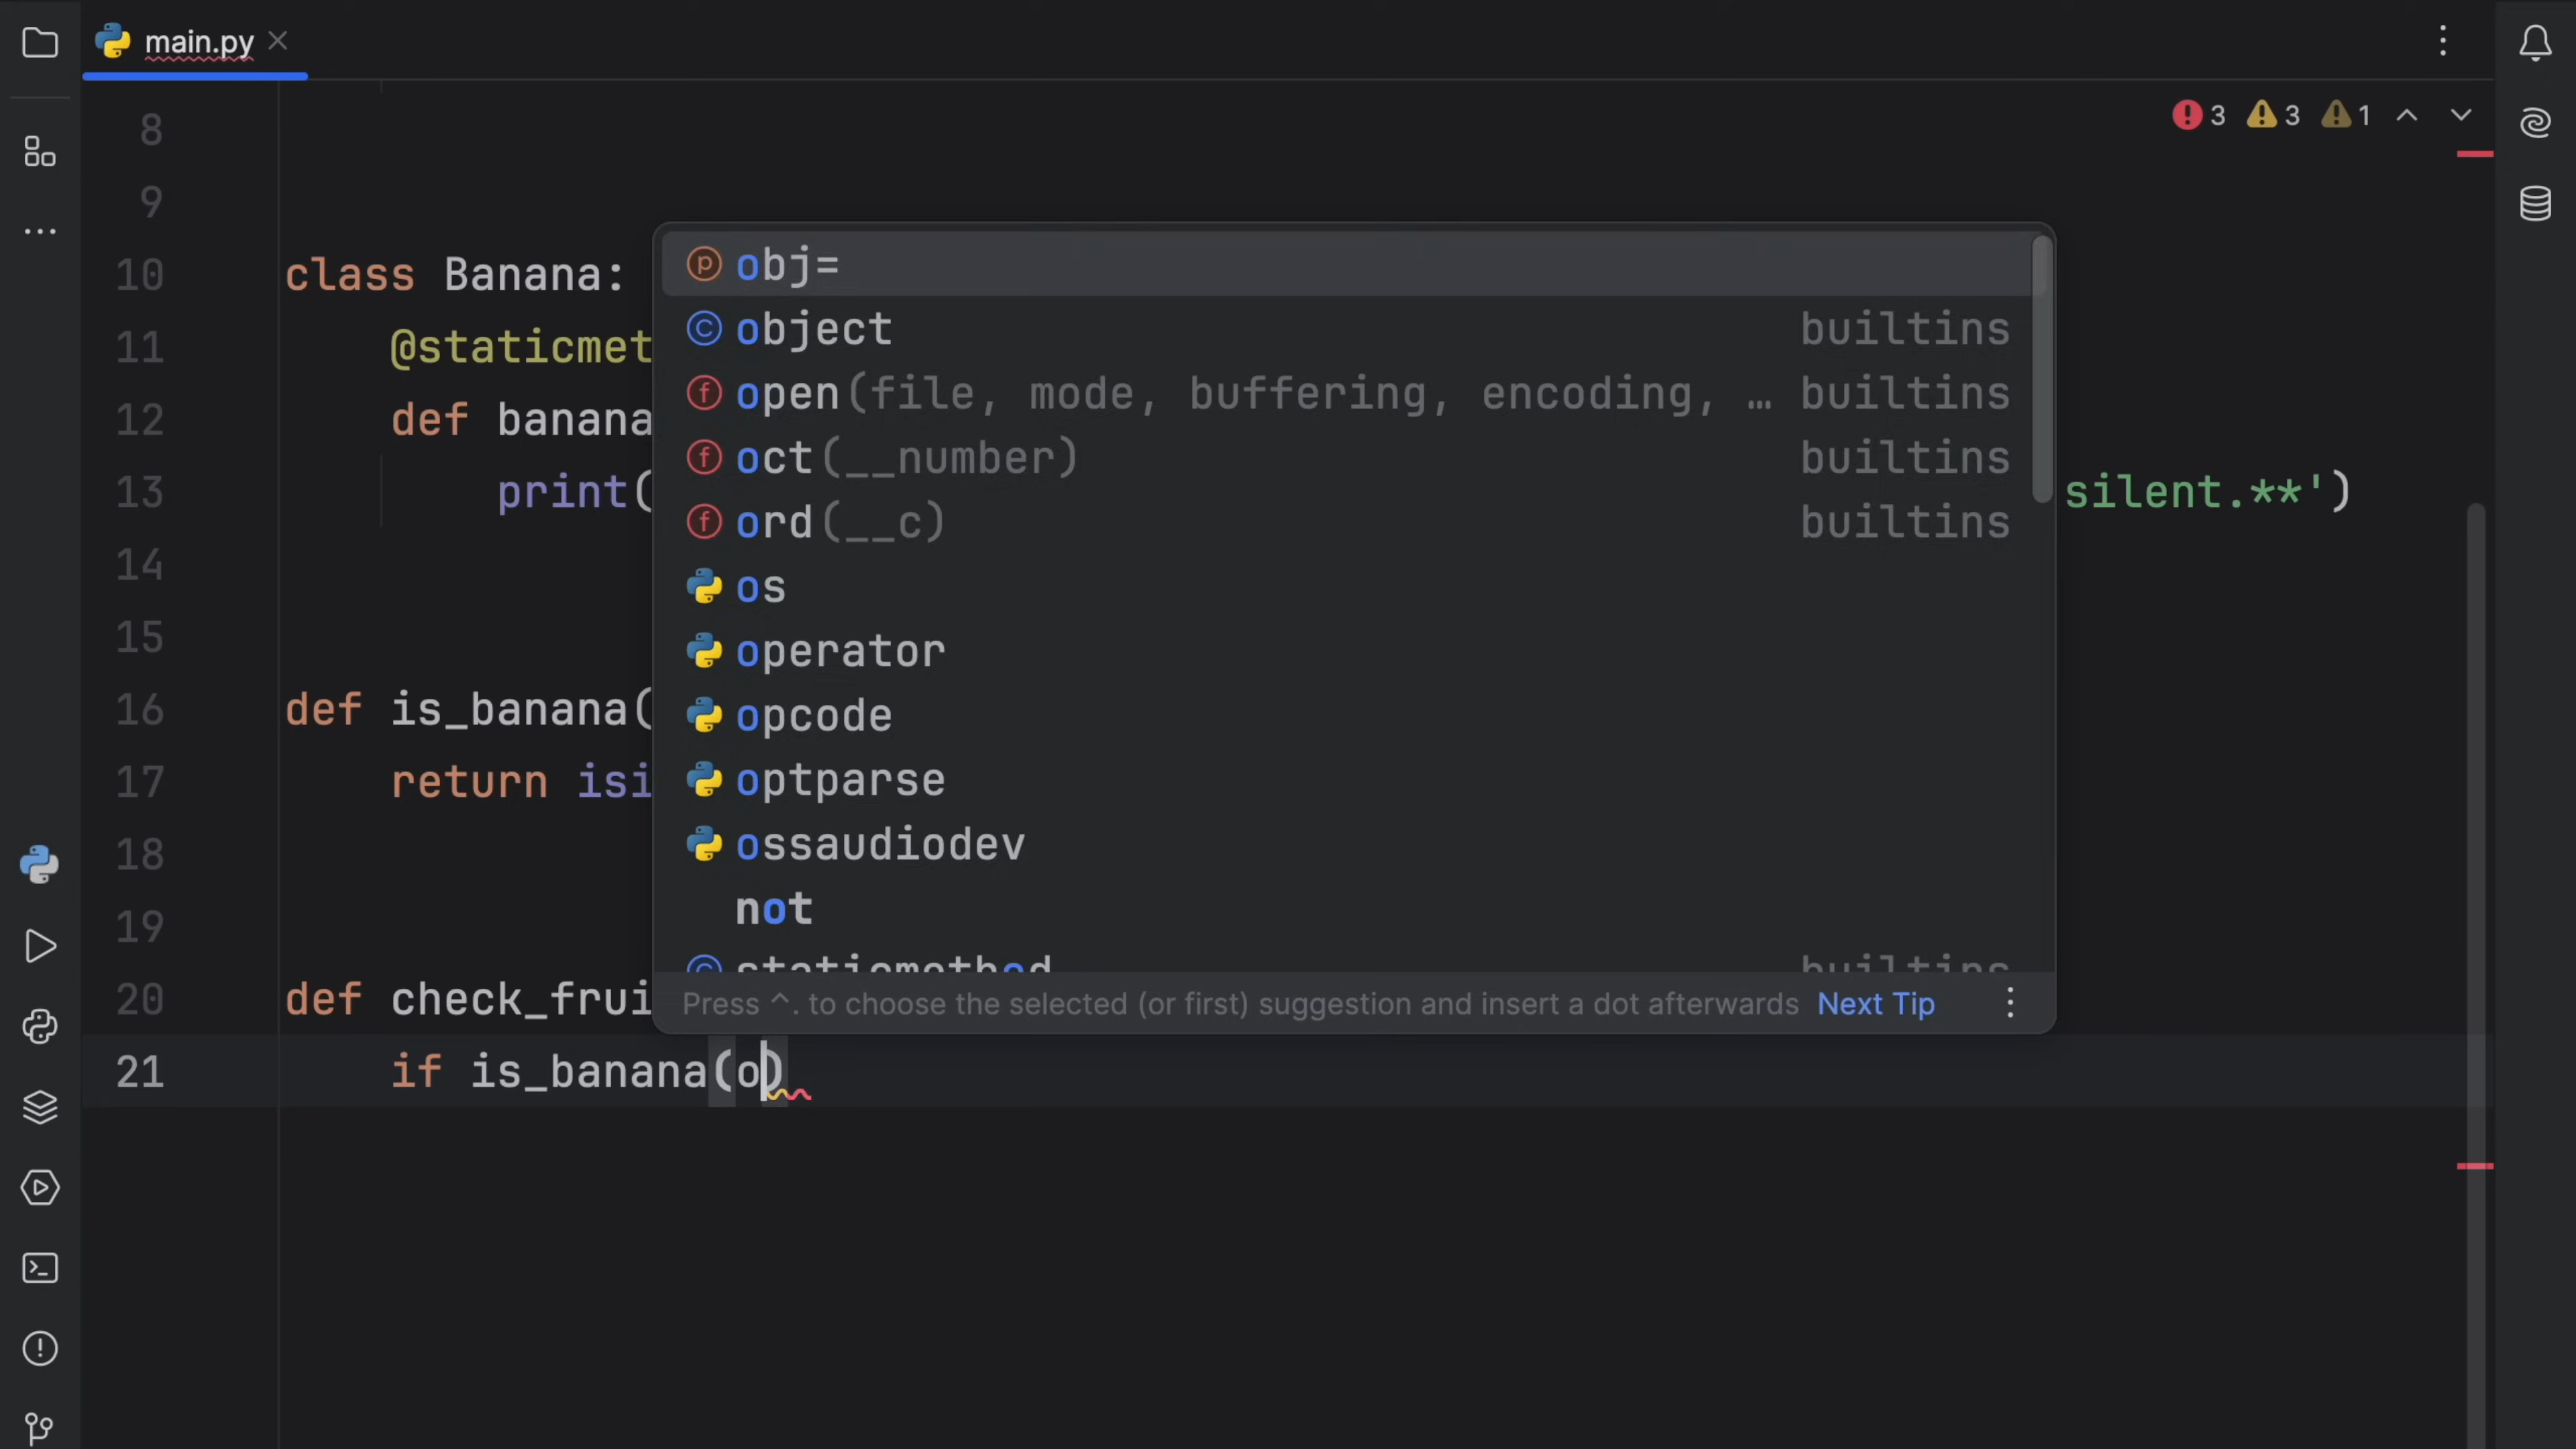 main.py
3 3 1
8
9
10 class Banana:
11 @staticmet
12 def banana
13 print( silent.**')
14
15
16 def is_banana(
17 return isi
18
19
20 def check_frui
21 if is_banana(o)
obj=
object builtins
open(file, mode, buffering, encoding, … builtins
oct(__number) builtins
ord(__c) builtins
os
operator
opcode
optparse
ossaudiodev
not
staticmethod builtins
Press ^. to choose the selected (or first) suggestion and insert a dot afterwards Next Tip